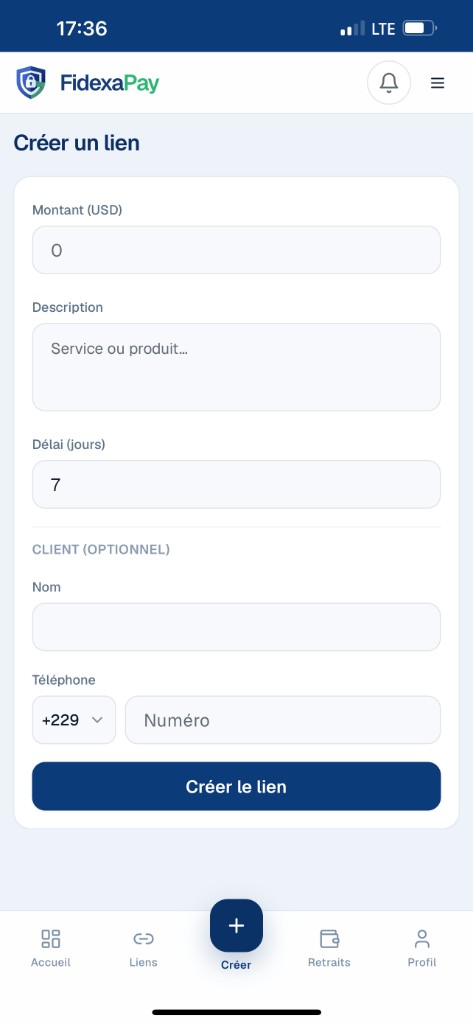 17:36
LTE
FidexaPay
Créer un lien
Montant (USD)
0
Description
Service ou produit...
Délai (jours)
7
CLIENT (OPTIONNEL)
Nom
Téléphone
+229
Numéro
Créer le lien
Accueil
Liens
Créer
Retraits
Profil